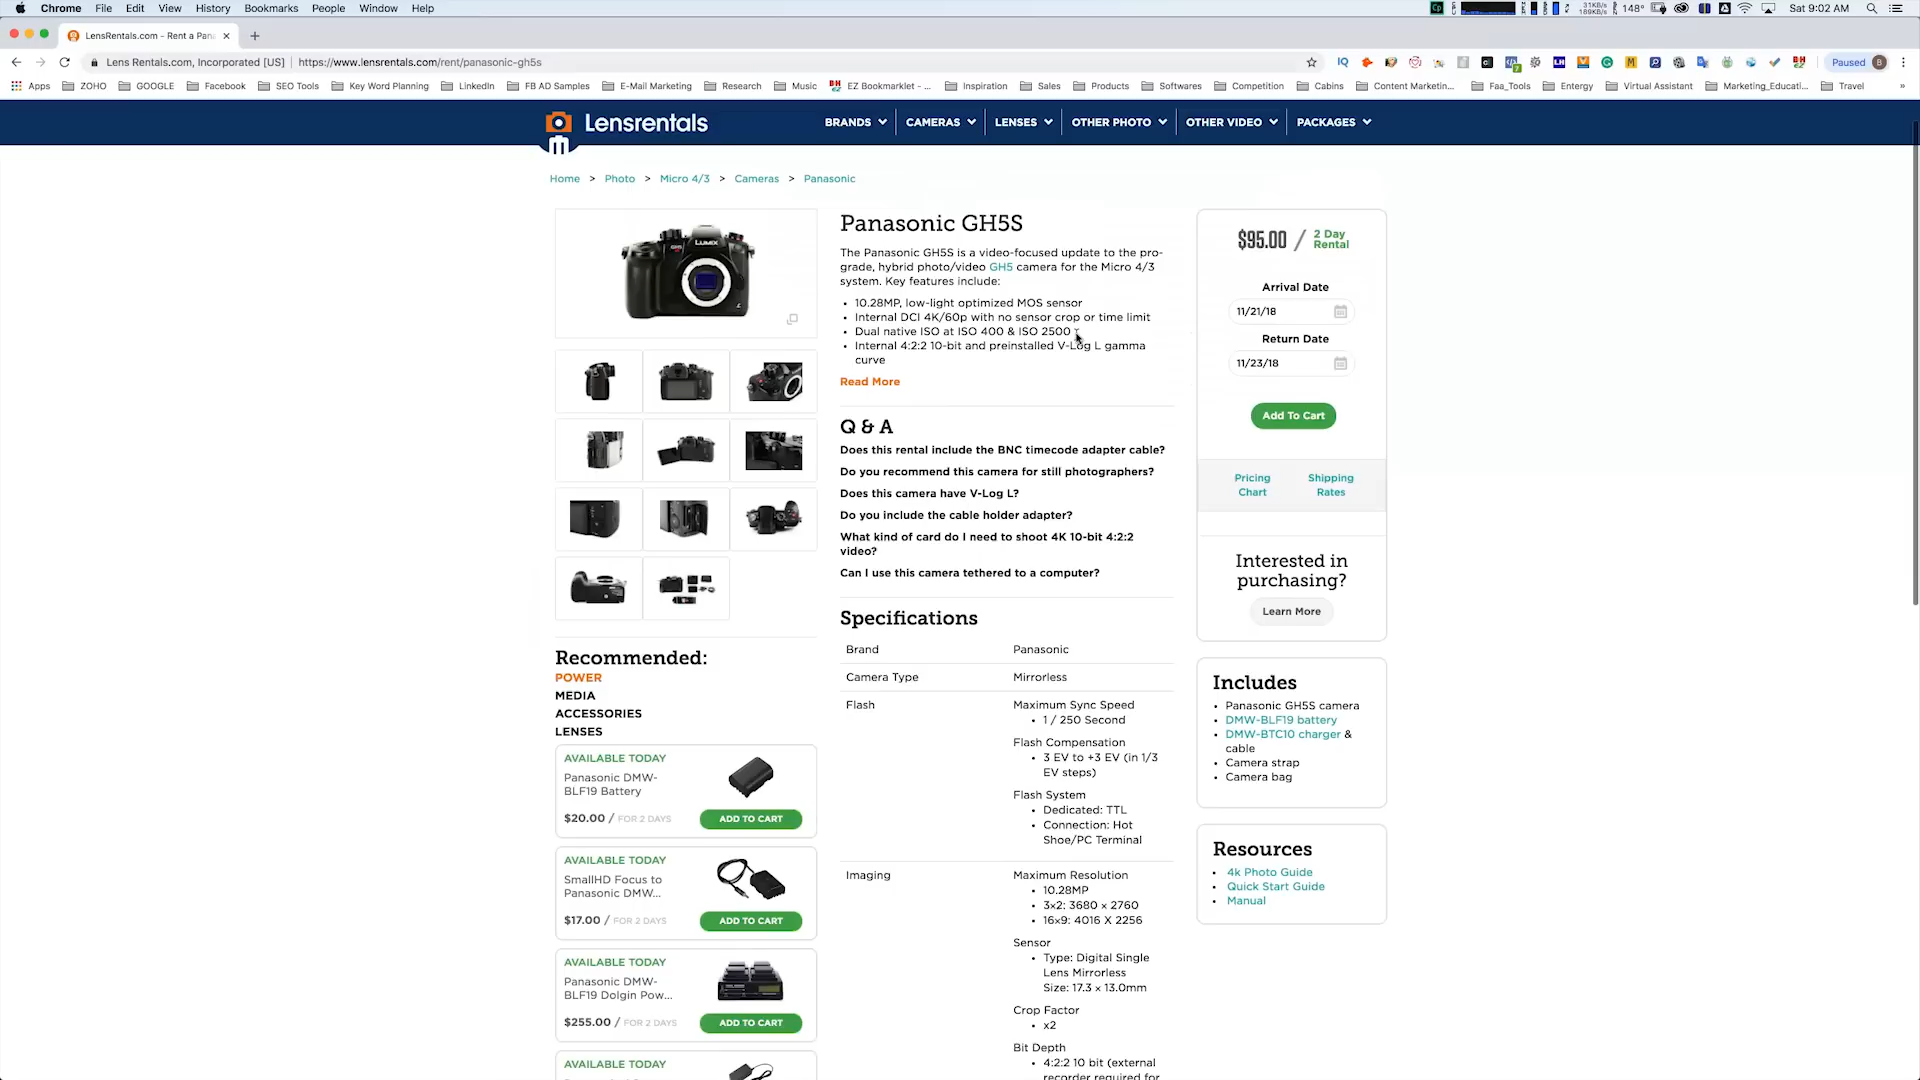 Chrome File Edit View History Bookmarks People Window Help
31KB/s
189KB/s
148° Sat 9:02 AM
LensRentals.com - Rent a Pan
Lens Rentals.com, Incorporated [US] | https://www.lensrentals.com/rent/panasonic-gh5s
Paused B
Apps ZOHO GOOGLE Facebook SEO Tools Key Word Planning LinkedIn FB AD Samples E-Mail Marketing Research Music EZ Bookmarklet - ... Inspiration Sales Products Softwares Competition Cabins Content Marketin... Faa_Tools Entergy Virtual Assistant Marketing_Educati... Travel »
Lensrentals
BRANDS CAMERAS LENSES OTHER PHOTO OTHER VIDEO PACKAGES
Home > Photo > Micro 4/3 > Cameras > Panasonic
LUMIX
Panasonic GH5S
The Panasonic GH5S is a video-focused update to the pro-
grade, hybrid photo/video GH5 camera for the Micro 4/3
system. Key features include:
• 10.28MP, low-light optimized MOS sensor
• Internal DCI 4K/60p with no sensor crop or time limit
• Dual native ISO at ISO 400 & ISO 2500
• Internal 4:2:2 10-bit and preinstalled V-Log L gamma
curve
Read More
Q & A
Does this rental include the BNC timecode adapter cable?
Do you recommend this camera for still photographers?
Does this camera have V-Log L?
Do you include the cable holder adapter?
What kind of card do I need to shoot 4K 10-bit 4:2:2
video?
Can I use this camera tethered to a computer?
Specifications
Brand Panasonic
Camera Type Mirrorless
Flash Maximum Sync Speed
• 1 / 250 Second
Flash Compensation
• 3 EV to +3 EV (in 1/3
EV steps)
Flash System
• Dedicated: TTL
• Connection: Hot
Shoe/PC Terminal
Imaging Maximum Resolution
• 10.28MP
• 3x2: 3680 x 2760
• 16x9: 4016 X 2256
Sensor
• Type: Digital Single
Lens Mirrorless
Size: 17.3 x 13.0mm
Crop Factor
• x2
Bit Depth
• 4:2:2 10 bit (external
recorder required for
$95.00 / 2 Day
Rental
Arrival Date
11/21/18
Return Date
11/23/18
Add To Cart
Pricing
Chart
Shipping
Rates
Interested in
purchasing?
Learn More
Includes
• Panasonic GH5S camera
• DMW-BLF19 battery
• DMW-BTC10 charger &
cable
• Camera strap
• Camera bag
Resources
• 4k Photo Guide
• Quick Start Guide
• Manual
Recommended:
POWER
MEDIA
ACCESSORIES
LENSES
AVAILABLE TODAY
Panasonic DMW-
BLF19 Battery
$20.00 / FOR 2 DAYS ADD TO CART
AVAILABLE TODAY
SmallHD Focus to
Panasonic DMW...
$17.00 / FOR 2 DAYS ADD TO CART
AVAILABLE TODAY
Panasonic DMW-
BLF19 Dolgin Pow...
$255.00 / FOR 2 DAYS ADD TO CART
AVAILABLE TODAY